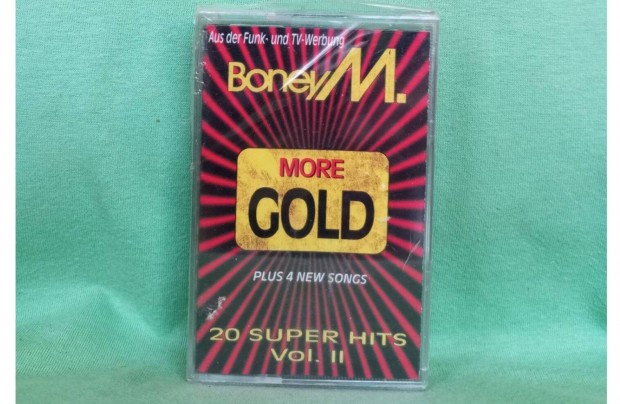 Aus der Funk- und TV-Werbung
Boney M.
MORE
GOLD
PLUS 4 NEW SONGS
20 SUPER HITS
Vol. II